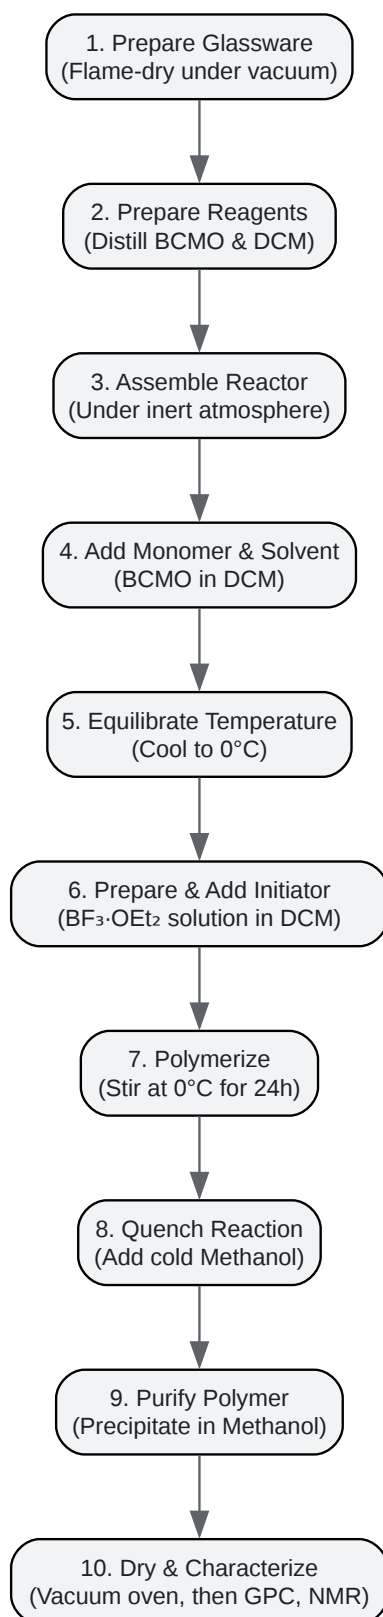 1. Prepare Glassware
(Flame-dry under vacuum)
2. Prepare Reagents
(Distill BCMO & DCM)
3. Assemble Reactor
(Under inert atmosphere)
4. Add Monomer & Solvent
(BCMO in DCM)
5. Equilibrate Temperature
(Cool to 0°C)
6. Prepare & Add Initiator
(BF₃·OEt₂ solution in DCM)
7. Polymerize
(Stir at 0°C for 24h)
8. Quench Reaction
(Add cold Methanol)
9. Purify Polymer
(Precipitate in Methanol)
10. Dry & Characterize
(Vacuum oven, then GPC, NMR)